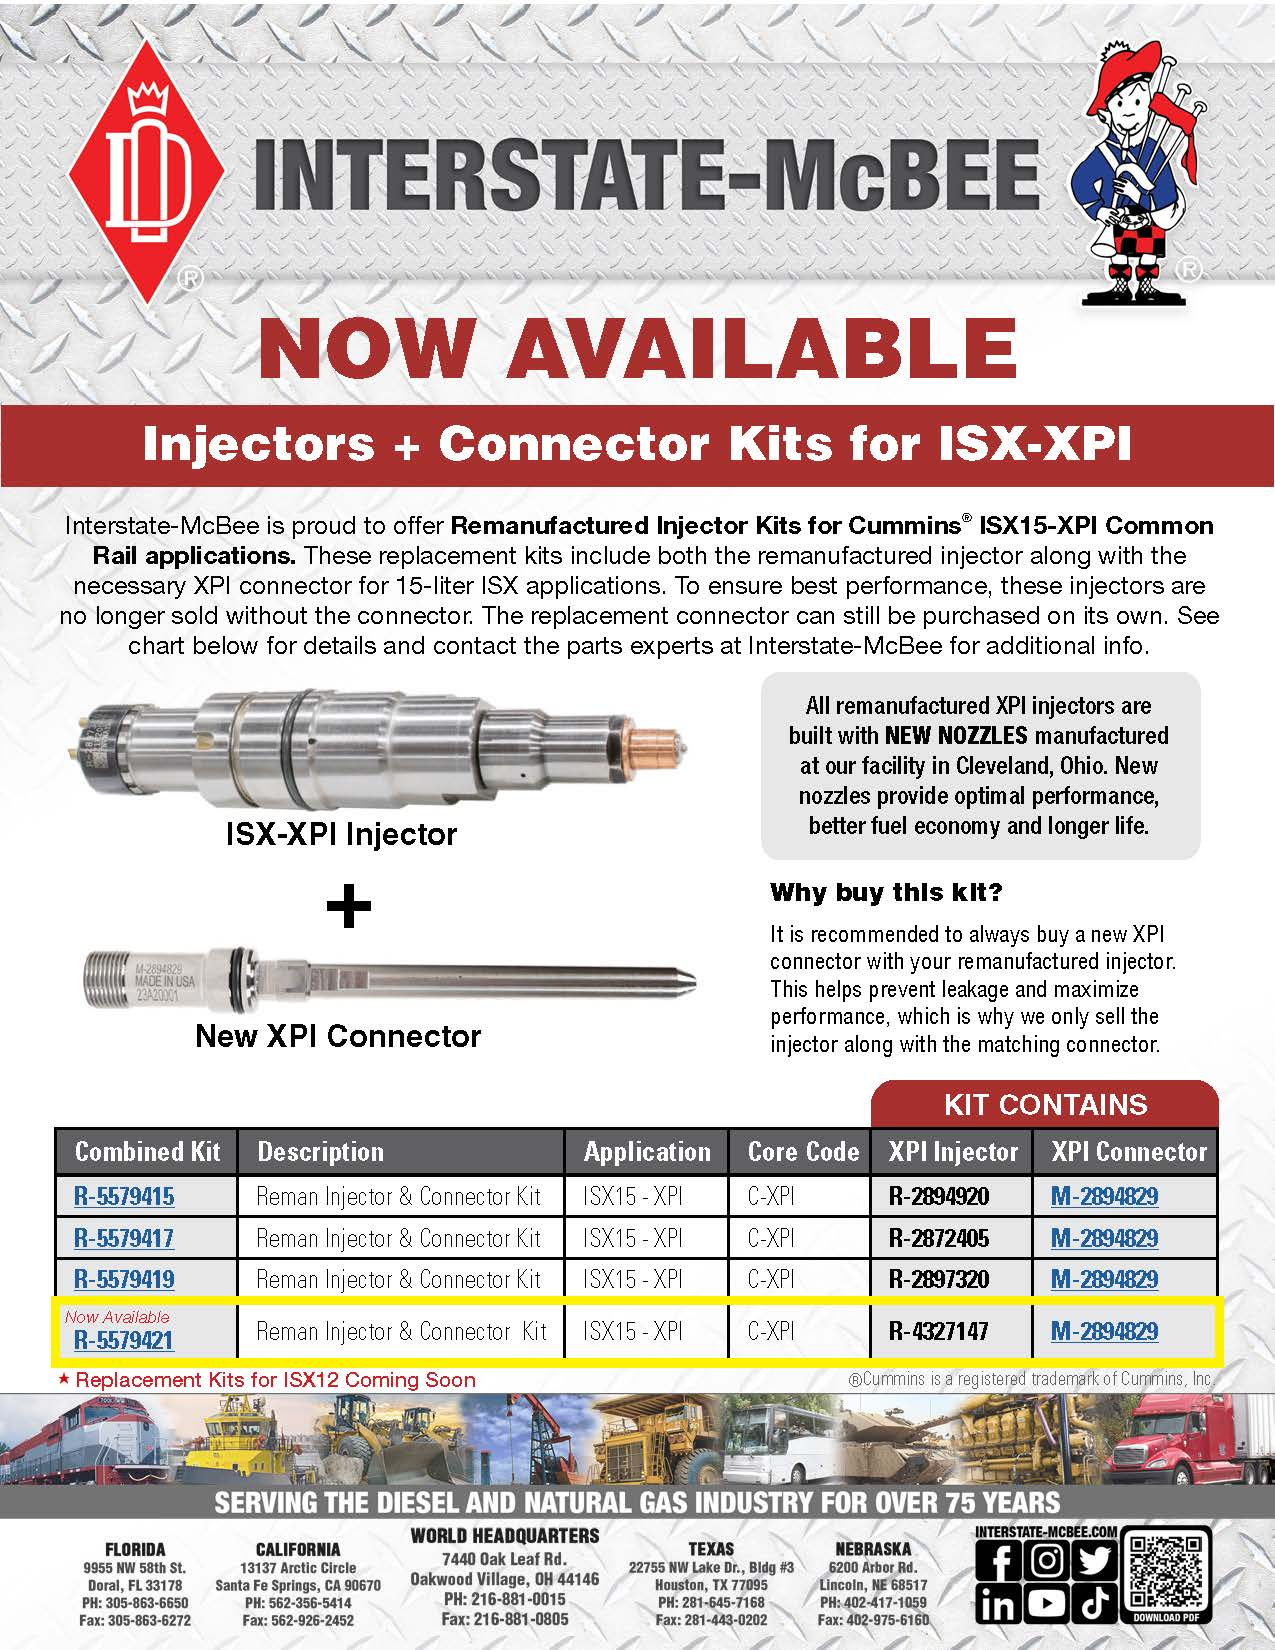 INTERSTATE-McBEE
®
®
NOW AVAILABLE
Injectors + Connector Kits for ISX-XPI
Interstate-McBee is proud to offer Remanufactured Injector Kits for Cummins® ISX15-XPI Common
Rail applications. These replacement kits include both the remanufactured injector along with the
necessary XPI connector for 15-liter ISX applications. To ensure best performance, these injectors are
no longer sold without the connector. The replacement connector can still be purchased on its own. See
chart below for details and contact the parts experts at Interstate-McBee for additional info.
All remanufactured XPI injectors are
built with NEW NOZZLES manufactured
at our facility in Cleveland, Ohio. New
nozzles provide optimal performance,
better fuel economy and longer life.
ISX-XPI Injector
+
M-2894829
MADE IN USA
23A20001
New XPI Connector
Why buy this kit?
It is recommended to always buy a new XPI
connector with your remanufactured injector.
This helps prevent leakage and maximize
performance, which is why we only sell the
injector along with the matching connector.
KIT CONTAINS
Combined Kit Description Application Core Code XPI Injector XPI Connector
R-5579415 Reman Injector & Connector Kit ISX15 - XPI C-XPI R-2894920 M-2894829
R-5579417 Reman Injector & Connector Kit ISX15 - XPI C-XPI R-2872405 M-2894829
R-5579419 Reman Injector & Connector Kit ISX15 - XPI C-XPI R-2897320 M-2894829
Now Available
R-5579421 Reman Injector & Connector Kit ISX15 - XPI C-XPI R-4327147 M-2894829
★ Replacement Kits for ISX12 Coming Soon
®Cummins is a registered trademark of Cummins, Inc.
SERVING THE DIESEL AND NATURAL GAS INDUSTRY FOR OVER 75 YEARS
FLORIDA
9955 NW 58th St.
Doral, FL 33178
PH: 305-863-6650
Fax: 305-863-6272
CALIFORNIA
13137 Arctic Circle
Santa Fe Springs, CA 90670
PH: 562-356-5414
Fax: 562-926-2452
WORLD HEADQUARTERS
7440 Oak Leaf Rd.
Oakwood Village, OH 44146
PH: 216-881-0015
Fax: 216-881-0805
TEXAS
22755 NW Lake Dr., Bldg #3
Houston, TX 77095
PH: 281-645-7168
Fax: 281-443-0202
NEBRASKA
6200 Arbor Rd.
Lincoln, NE 68517
PH: 402-417-1059
Fax: 402-975-6160
INTERSTATE-MCBEE.COM
DOWNLOAD PDF